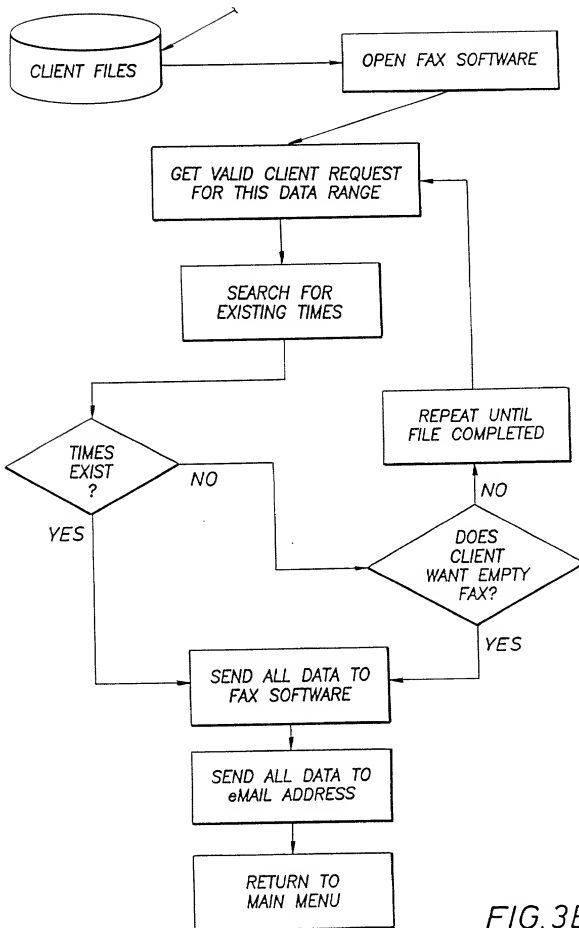 CLIENT FILES
OPEN FAX SOFTWARE
GET VALID CLIENT REQUEST
FOR THIS DATA RANGE
SEARCH FOR
EXISTING TIMES
REPEAT UNTIL
FILE COMPLETED
TIMES
EXIST
?
NO
YES
NO
DOES
CLIENT
WANT EMPTY
FAX?
YES
SEND ALL DATA TO
FAX SOFTWARE
SEND ALL DATA TO
eMAIL ADDRESS
RETURN TO
MAIN MENU